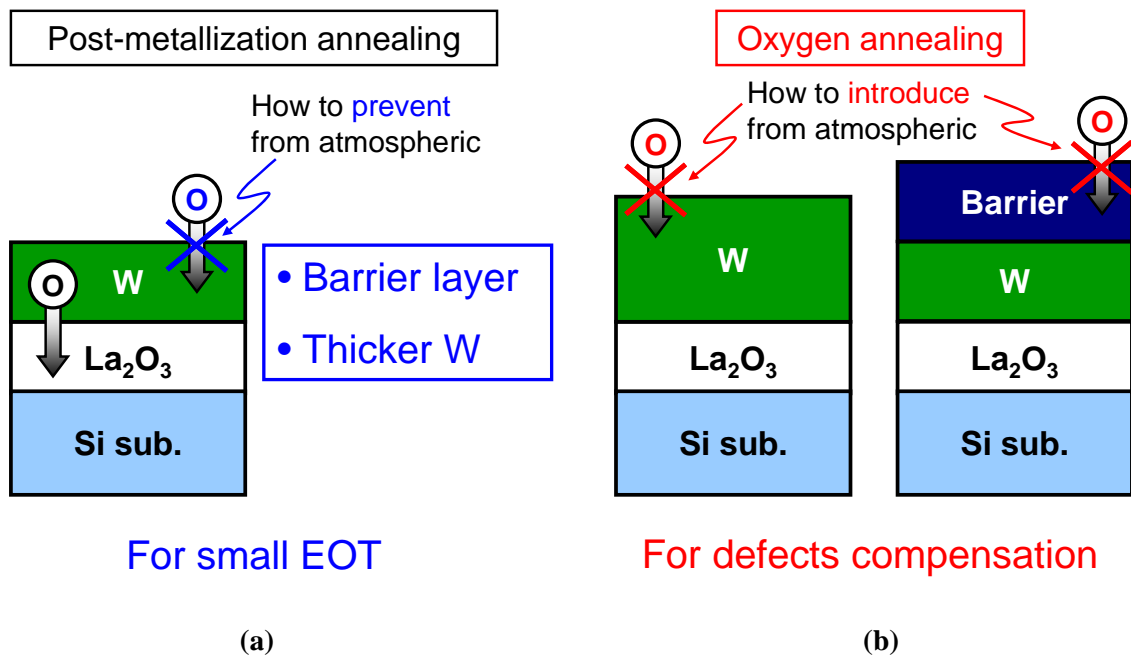 Post-metallization annealing
How to prevent
from atmospheric
O
O
W
La₂O₃
Si sub.
• Barrier layer
• Thicker W
For small EOT
(a)
Oxygen annealing
How to introduce
from atmospheric
O
O
W
La₂O₃
Si sub.
Barrier
W
La₂O₃
Si sub.
For defects compensation
(b)